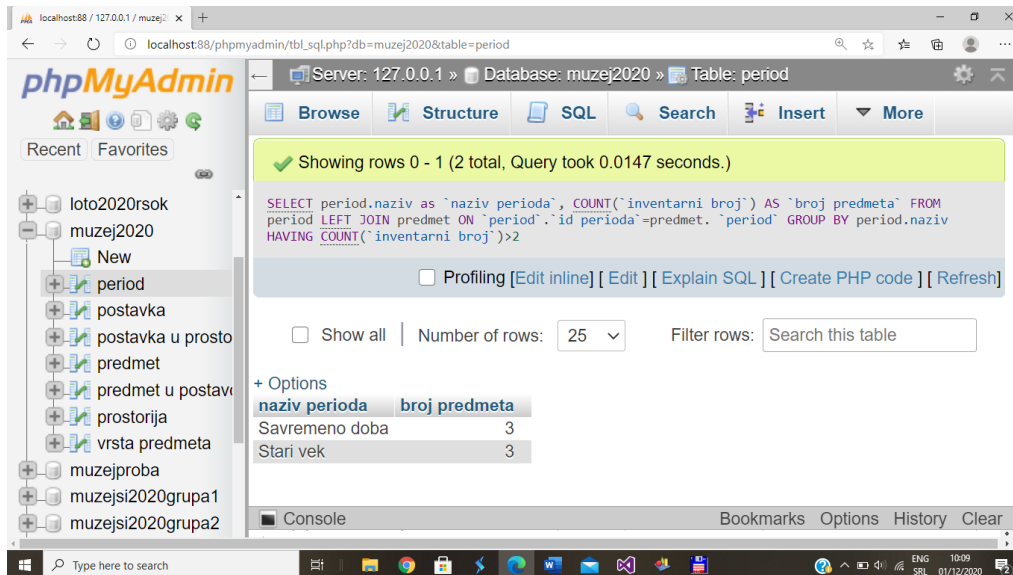 localhost:88 / 127.0.0.1 / muzej2
localhost:88/phpmyadmin/tbl_sql.php?db=muzej2020&table=period
phpMyAdmin
Recent Favorites
loto2020rsok
muzej2020
New
period
postavka
postavka u prosto
predmet
predmet u postav
prostorija
vrsta predmeta
muzejproba
muzejsi2020grupa1
muzejsi2020grupa2
Server: 127.0.0.1 » Database: muzej2020 » Table: period
Browse Structure SQL Search Insert More
Showing rows 0 - 1 (2 total, Query took 0.0147 seconds.)
SELECT period.naziv as `naziv perioda`, COUNT(`inventarni broj`) AS `broj predmeta` FROM
period LEFT JOIN predmet ON `period`.`id perioda`=predmet. `period` GROUP BY period.naziv
HAVING COUNT(`inventarni broj`)>2
Profiling [Edit inline] [ Edit ] [ Explain SQL ] [ Create PHP code ] [ Refresh]
Show all | Number of rows: 25 Filter rows: Search this table
+ Options
naziv perioda broj predmeta
Savremeno doba 3
Stari vek 3
Console Bookmarks Options History Clear
Type here to search
ENG 10:09
SRL 01/12/2020